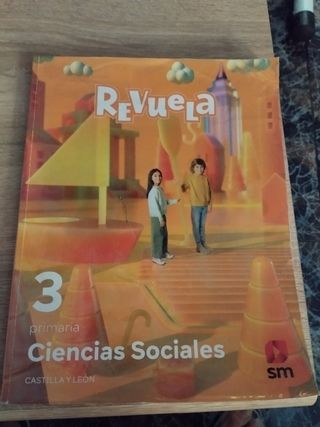 REVUELA
3
primaria
Ciencias Sociales
CASTILLA Y LEÓN
sm